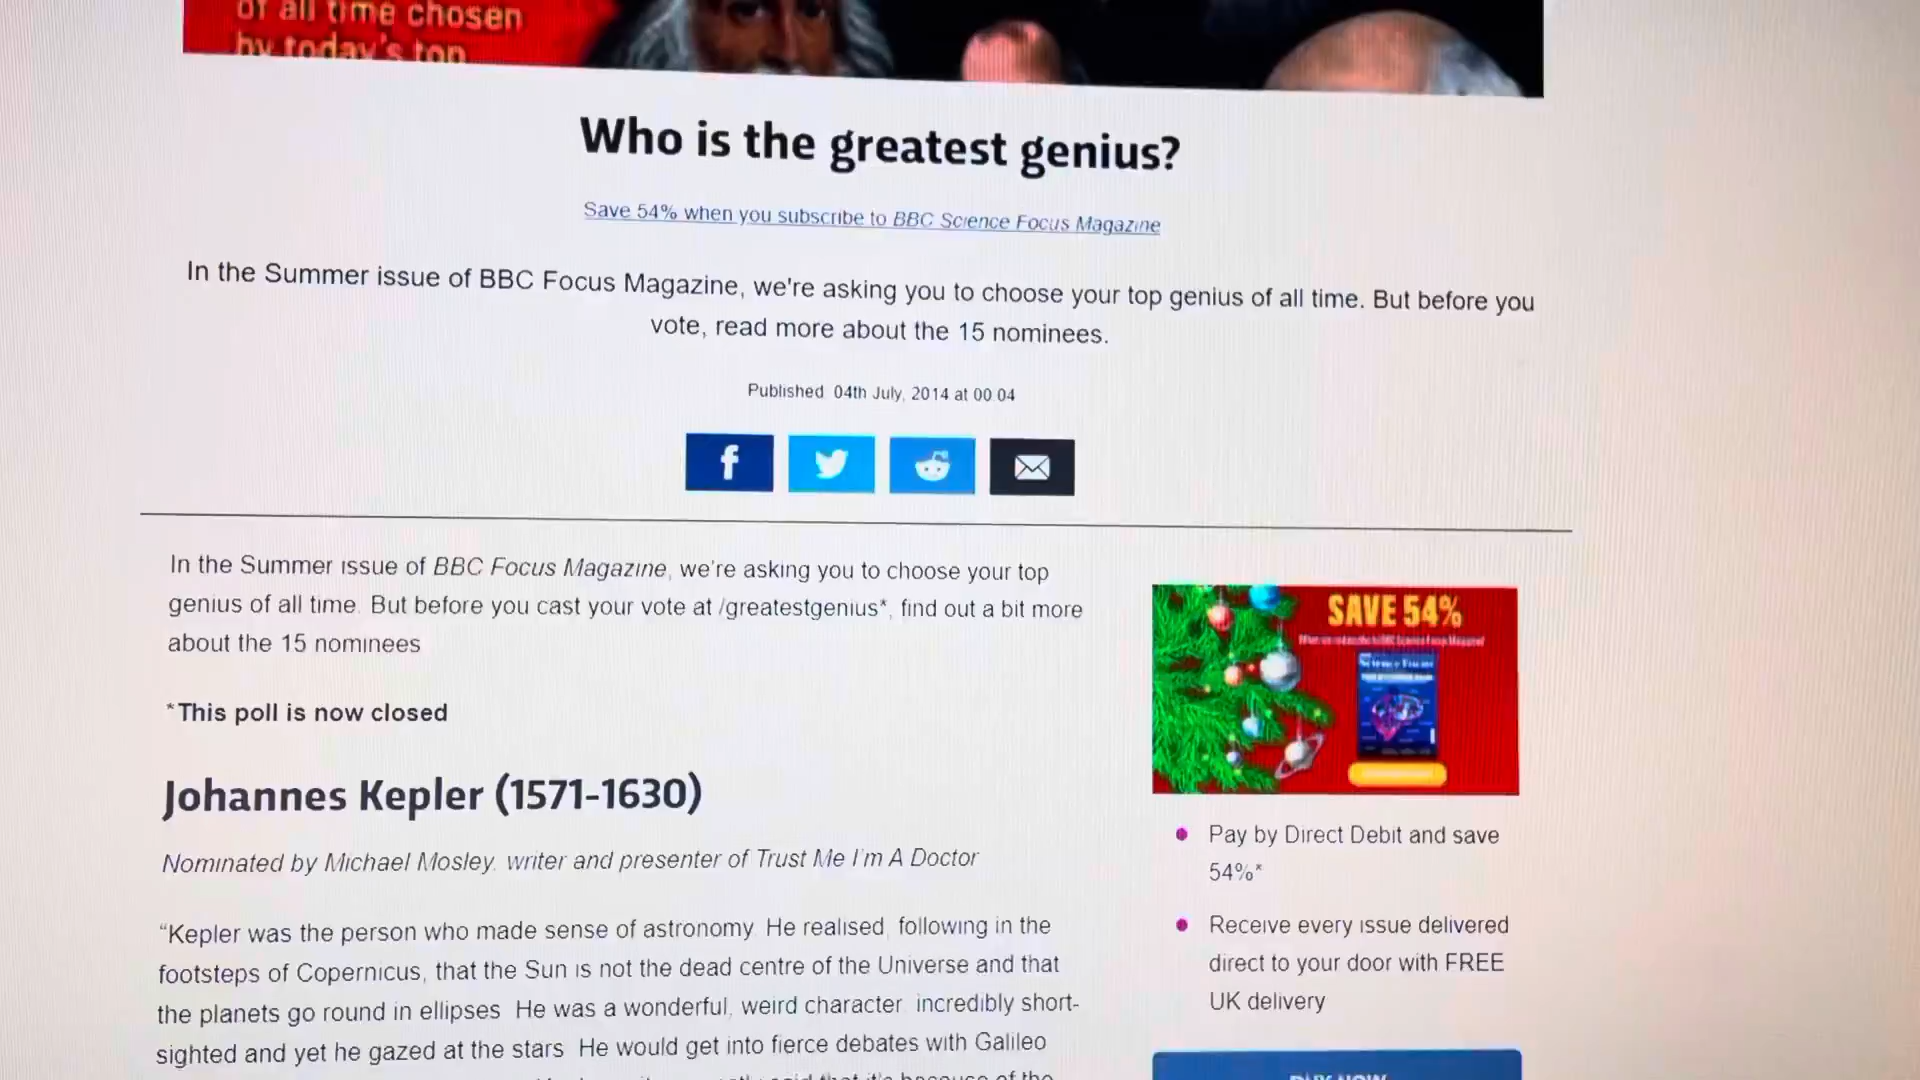 of all time chosen
by today's top
Who is the greatest genius?
Save 54% when you subscribe to BBC Science Focus Magazine
In the Summer issue of BBC Focus Magazine, we're asking you to choose your top genius of all time. But before you
vote, read more about the 15 nominees.
Published 04th July, 2014 at 00 04
f
In the Summer issue of BBC Focus Magazine, we're asking you to choose your top
genius of all time. But before you cast your vote at /greatestgenius*, find out a bit more
about the 15 nominees
*This poll is now closed
Johannes Kepler (1571-1630)
Nominated by Michael Mosley, writer and presenter of Trust Me I'm A Doctor
“Kepler was the person who made sense of astronomy. He realised, following in the
footsteps of Copernicus, that the Sun is not the dead centre of the Universe and that
the planets go round in ellipses. He was a wonderful, weird character, incredibly short-
sighted and yet he gazed at the stars. He would get into fierce debates with Galileo
that it's because of the
SAVE 54%
Science Focus
Pay by Direct Debit and save
54%*
Receive every issue delivered
direct to your door with FREE
UK delivery
BUY NOW